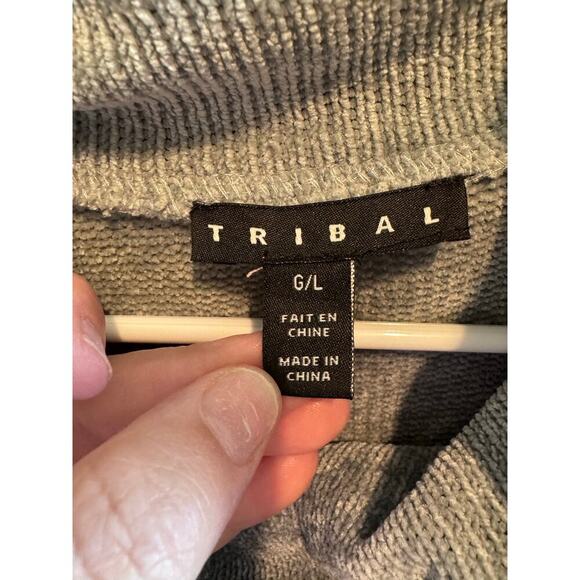 TRIBAL
G/L
FAIT EN
CHINE
MADE IN
CHINA